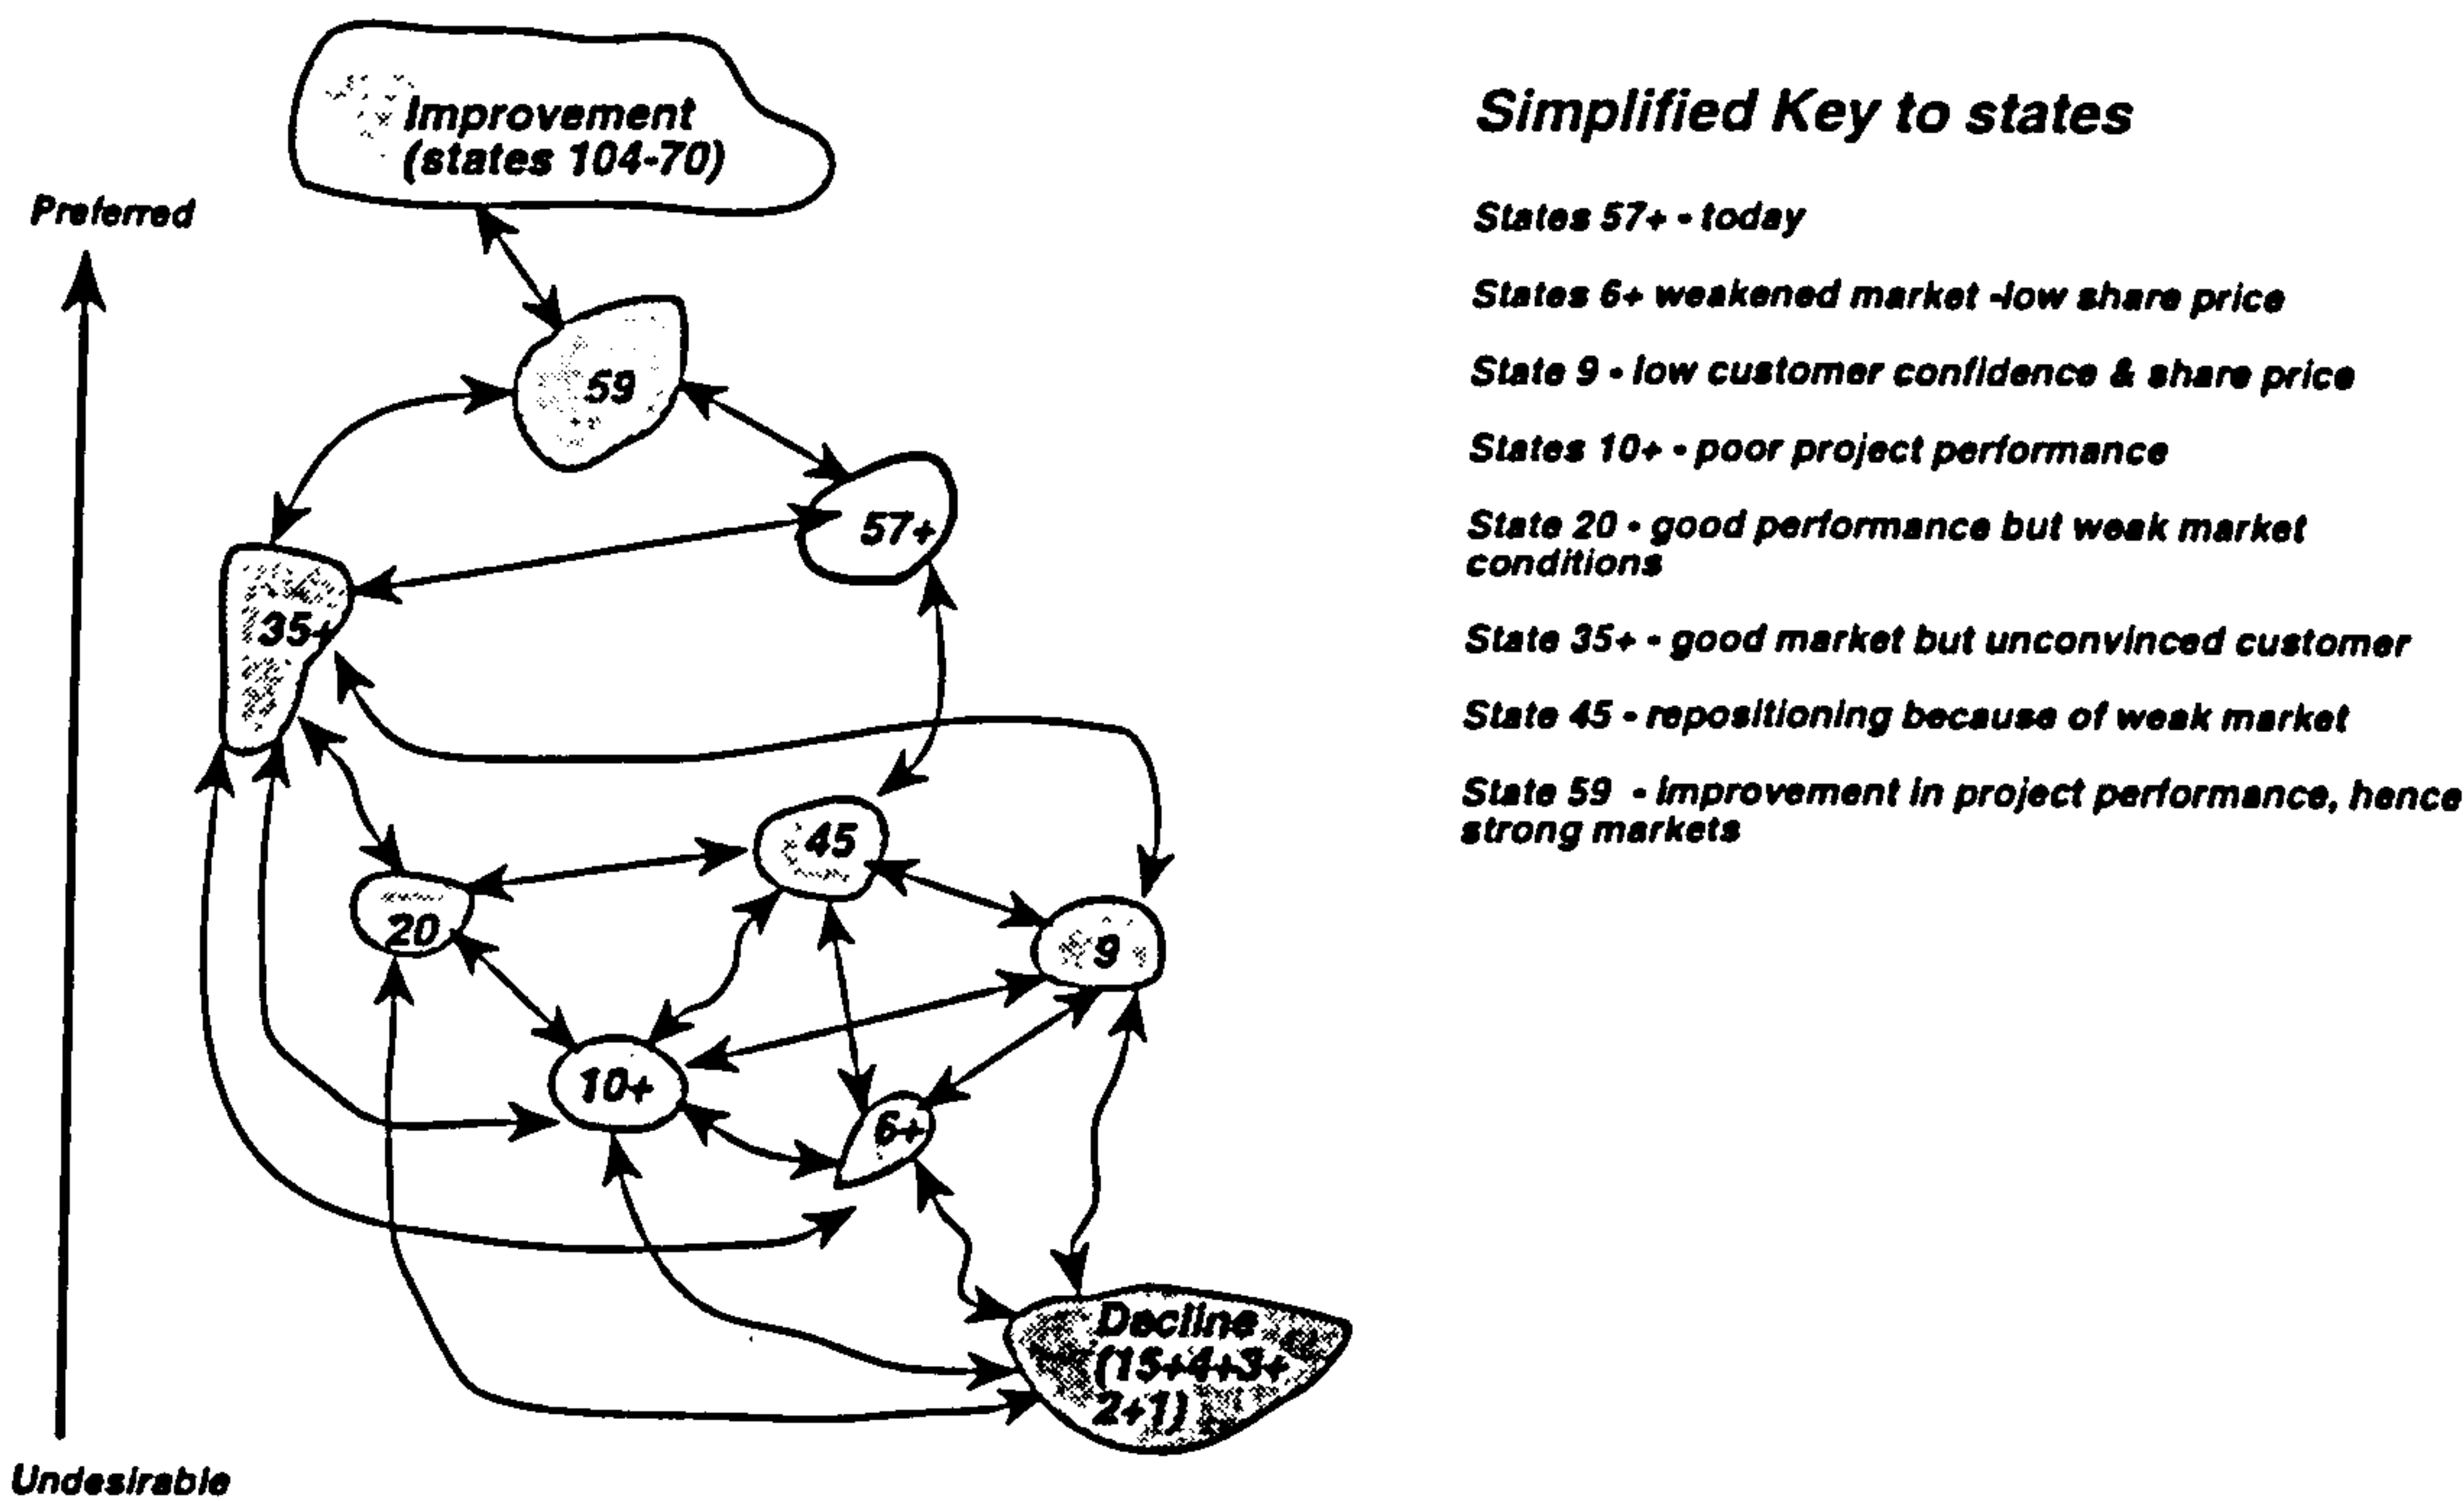 Improvement
(states 104-70)
Preferred
59
57+
35+
45
20
9
10+
6+
Decline
(15+4+3+
2+1)
Undesirable
Simplified Key to states
States 57+ - today
States 6+ weakened market -low share price
State 9 - low customer confidence & share price
States 10+ - poor project performance
State 20 - good performance but weak market
conditions
State 35+ - good market but unconvinced customer
State 45 - repositioning because of weak market
State 59 - improvement in project performance, hence
strong markets